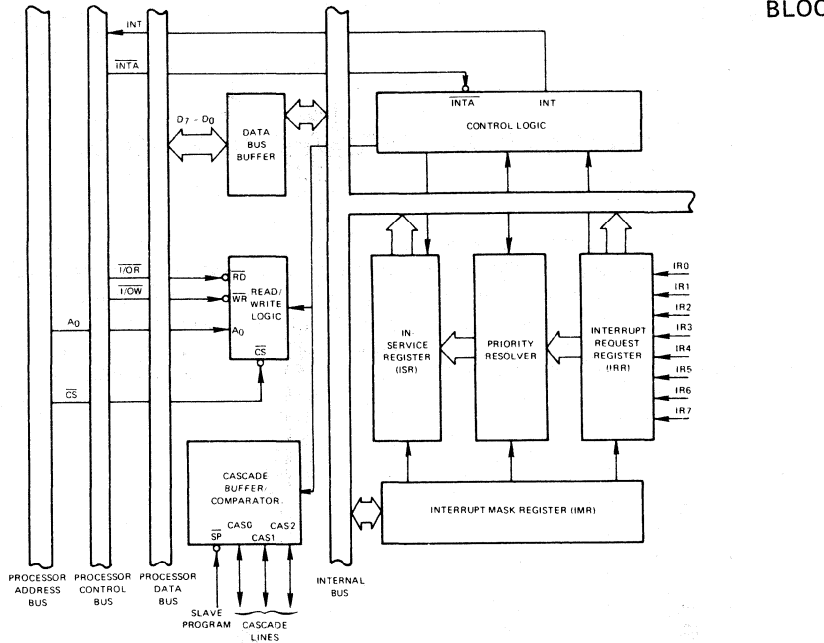 BLOC
INT
INTA
INTA INT
CONTROL LOGIC
D7 - D0
DATA
BUS
BUFFER
I/OR
RD
I/OW
WR
READ/
WRITE
LOGIC
A0
A0
CS
CS
IN-
SERVICE
REGISTER
(ISR)
PRIORITY
RESOLVER
INTERRUPT
REQUEST
REGISTER
(IRR)
IR0
IR1
IR2
IR3
IR4
IR5
IR6
IR7
CASCADE
BUFFER/
COMPARATOR
SP CAS0 CAS1 CAS2
INTERRUPT MASK REGISTER (IMR)
PROCESSOR
ADDRESS
BUS
PROCESSOR
CONTROL
BUS
PROCESSOR
DATA
BUS
INTERNAL
BUS
SLAVE
PROGRAM
CASCADE
LINES